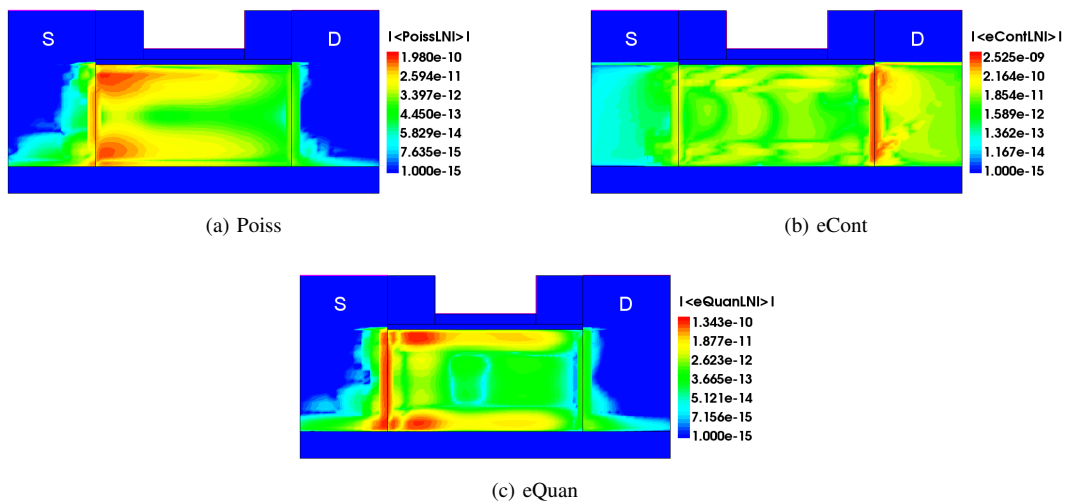 S
D
|<PoissLNI>|
1.980e-10
2.594e-11
3.397e-12
4.450e-13
5.829e-14
7.635e-15
1.000e-15
(a) Poiss
S
D
|<eContLNI>|
2.525e-09
2.164e-10
1.854e-11
1.589e-12
1.362e-13
1.167e-14
1.000e-15
(b) eCont
S
D
|<eQuanLNI>|
1.343e-10
1.877e-11
2.623e-12
3.665e-13
5.121e-14
7.156e-15
1.000e-15
(c) eQuan